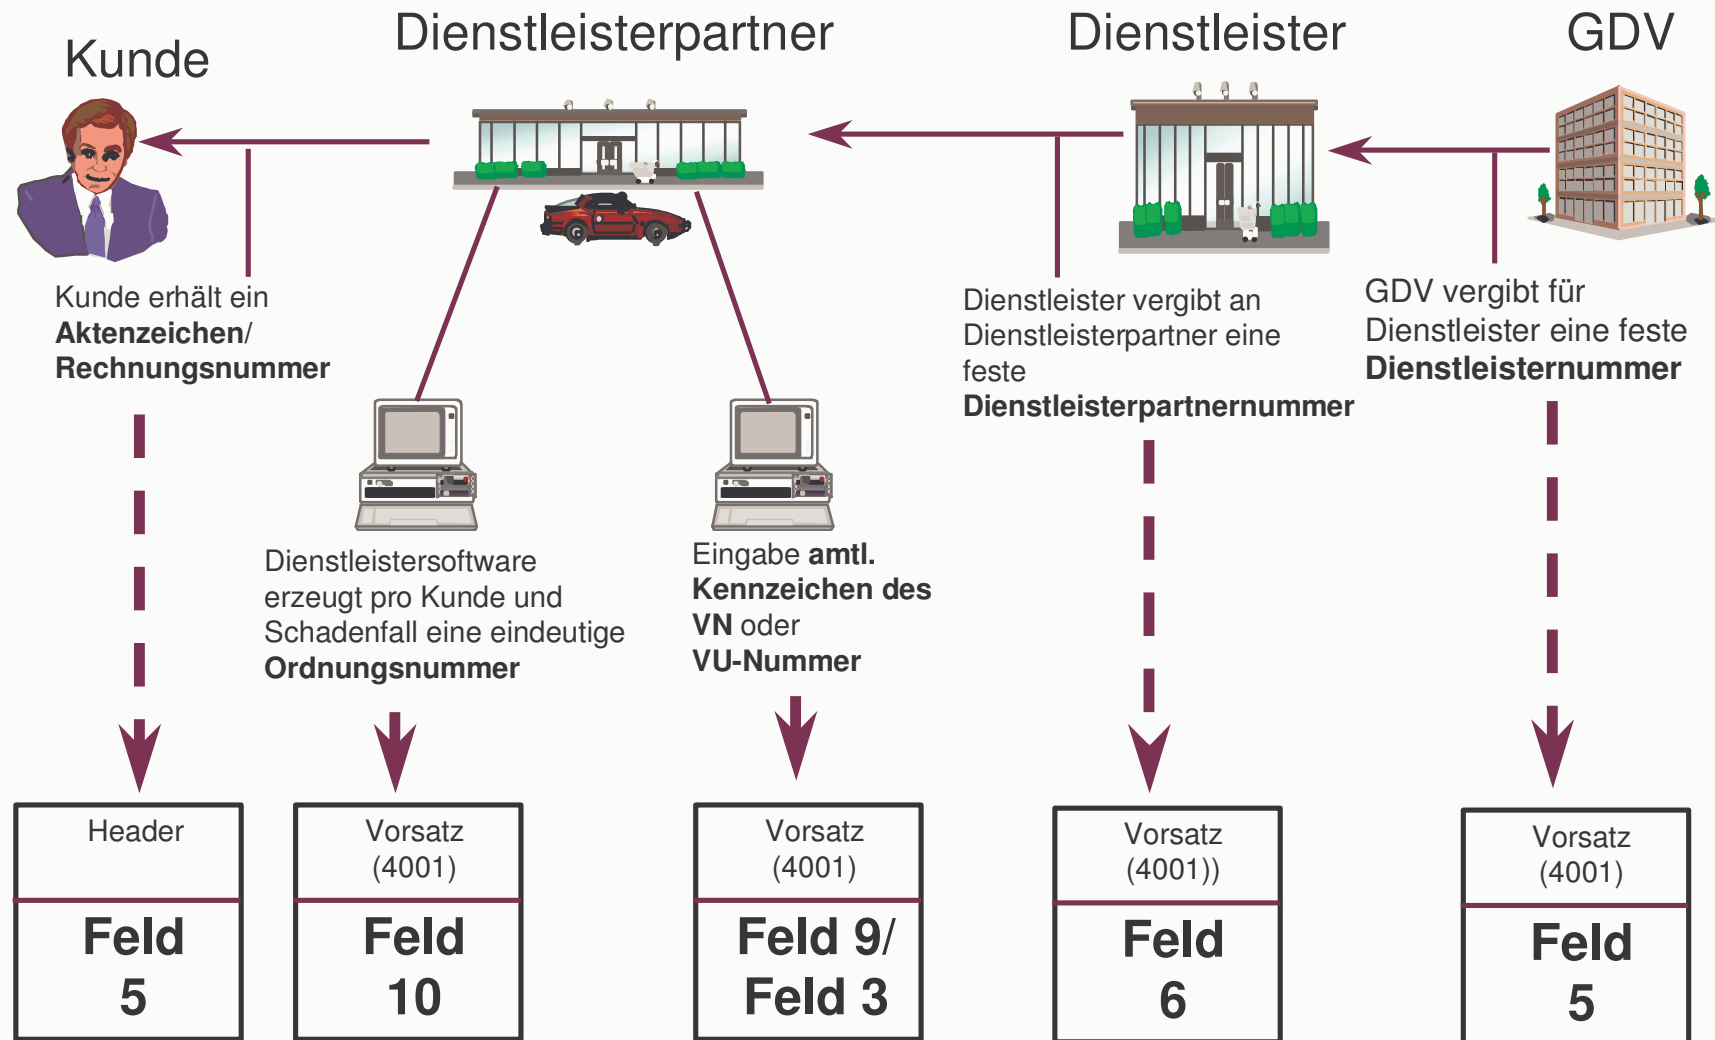 Kunde
Dienstleisterpartner
Dienstleister
GDV
Kunde erhält ein
Aktenzeichen/
Rechnungsnummer
Dienstleister vergibt an
Dienstleisterpartner eine
feste
Dienstleisterpartnernummer
GDV vergibt für
Dienstleister eine feste
Dienstleisternummer
Dienstleistersoftware
erzeugt pro Kunde und
Schadenfall eine eindeutige
Ordnungsnummer
Eingabe amtl.
Kennzeichen des
VN oder
VU-Nummer
Header
Feld
5
Vorsatz
(4001)
Feld
10
Vorsatz
(4001)
Feld 9/
Feld 3
Vorsatz
(4001))
Feld
6
Vorsatz
(4001)
Feld
5